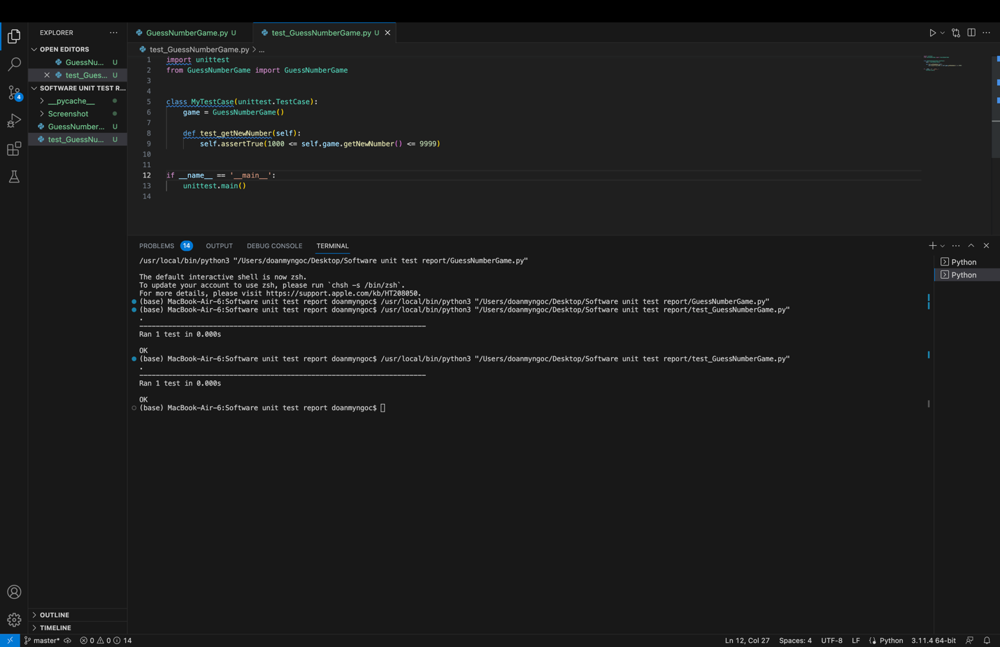 EXPLORER
OPEN EDITORS
GuessNu... U
test_Gues... U
SOFTWARE UNIT TEST R...
__pycache__
Screenshot
GuessNumber... U
test_GuessNu... U
4
OUTLINE
TIMELINE
GuessNumberGame.py U
test_GuessNumberGame.py U
test_GuessNumberGame.py > ...
1 import unittest
2 from GuessNumberGame import GuessNumberGame
3
4
5 class MyTestCase(unittest.TestCase):
6 game = GuessNumberGame()
7
8 def test_getNewNumber(self):
9 self.assertTrue(1000 <= self.game.getNewNumber() <= 9999)
10
11
12 if __name__ == '__main__':
13 unittest.main()
14
PROBLEMS 14 OUTPUT DEBUG CONSOLE TERMINAL
/usr/local/bin/python3 "/Users/doanmyngoc/Desktop/Software unit test report/GuessNumberGame.py"
The default interactive shell is now zsh.
To update your account to use zsh, please run `chsh -s /bin/zsh`.
For more details, please visit https://support.apple.com/kb/HT208050.
(base) MacBook-Air-6:Software unit test report doanmyngoc$ /usr/local/bin/python3 "/Users/doanmyngoc/Desktop/Software unit test report/GuessNumberGame.py"
(base) MacBook-Air-6:Software unit test report doanmyngoc$ /usr/local/bin/python3 "/Users/doanmyngoc/Desktop/Software unit test report/test_GuessNumberGame.py"
.
----------------------------------------------------------------------
Ran 1 test in 0.000s
OK
(base) MacBook-Air-6:Software unit test report doanmyngoc$ /usr/local/bin/python3 "/Users/doanmyngoc/Desktop/Software unit test report/test_GuessNumberGame.py"
.
----------------------------------------------------------------------
Ran 1 test in 0.000s
OK
(base) MacBook-Air-6:Software unit test report doanmyngoc$
Python
Python
master* 0 0 14
Ln 12, Col 27 Spaces: 4 UTF-8 LF Python 3.11.4 64-bit